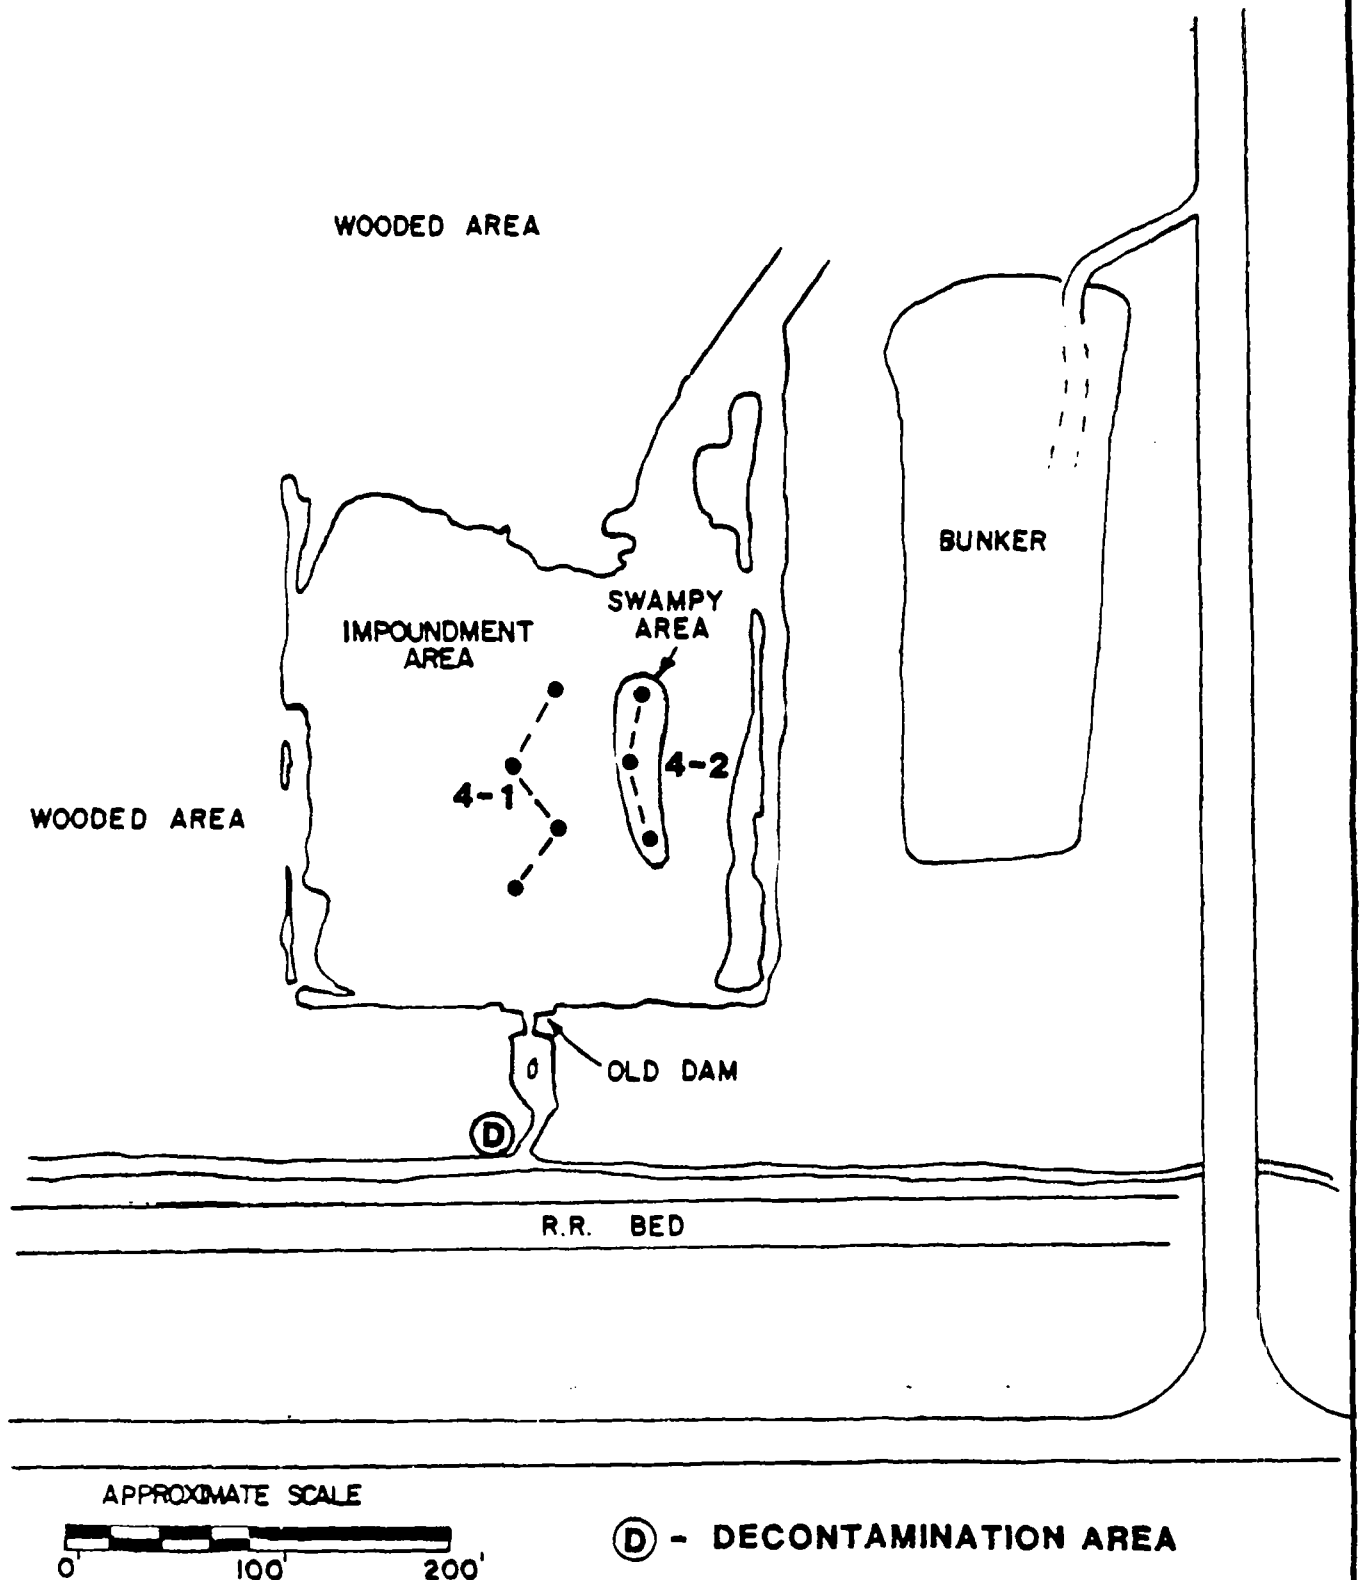 WOODED AREA
BUNKER
SWAMPY
AREA
IMPOUNDMENT
AREA
4-2
4-1
WOODED AREA
OLD DAM
D
R.R. BED
APPROXIMATE SCALE
0' 100' 200'
D - DECONTAMINATION AREA